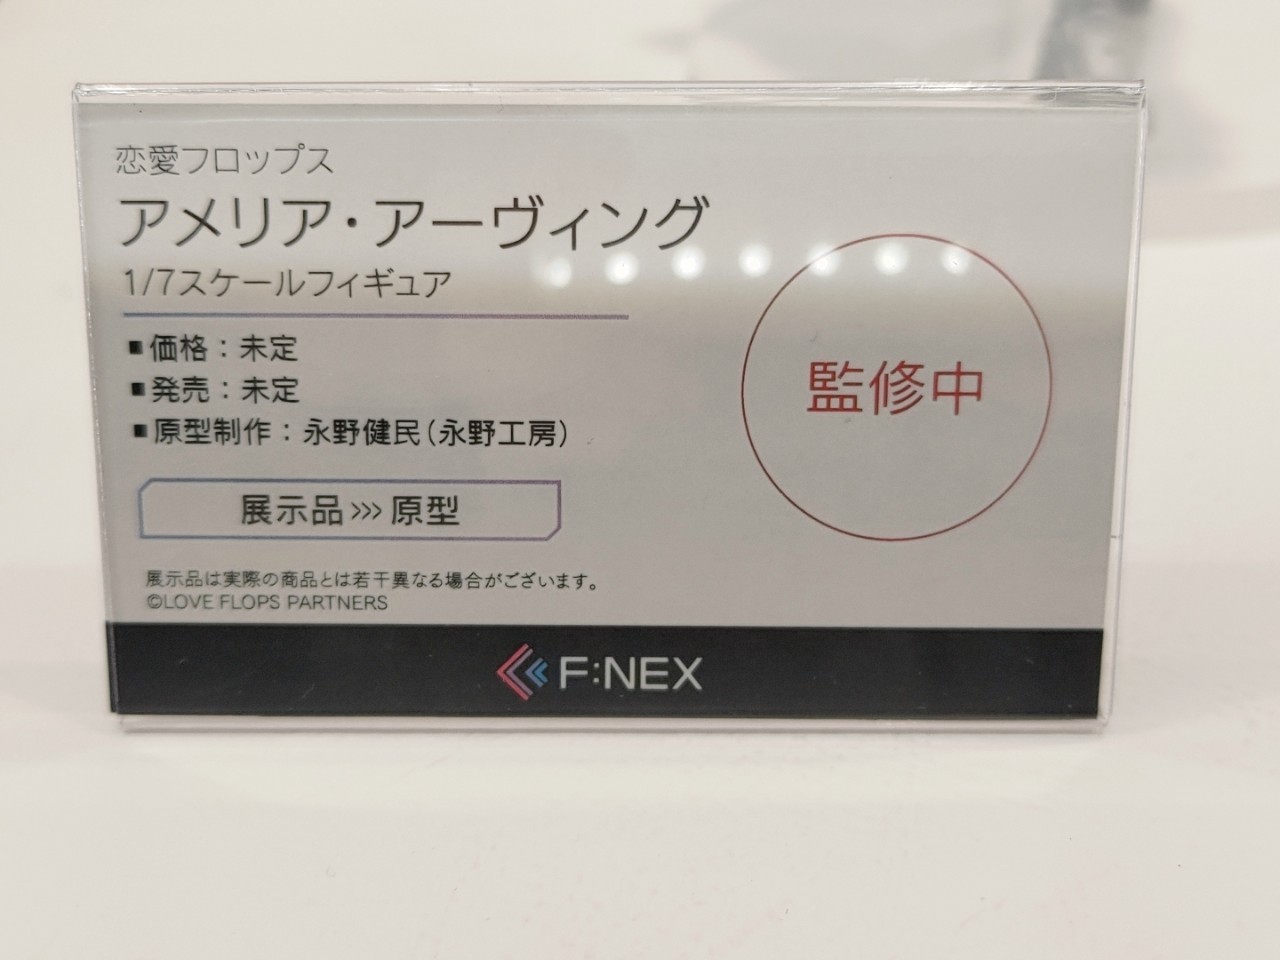 恋愛フロップス
アメリア・アーヴィング
1/7スケールフィギュア
■価格：未定
■発売：未定
■原型制作：永野健民(永野工房)
監修中
展示品>>>原型
展示品は実際の商品とは若干異なる場合がございます。
©LOVE FLOPS PARTNERS
F:NEX